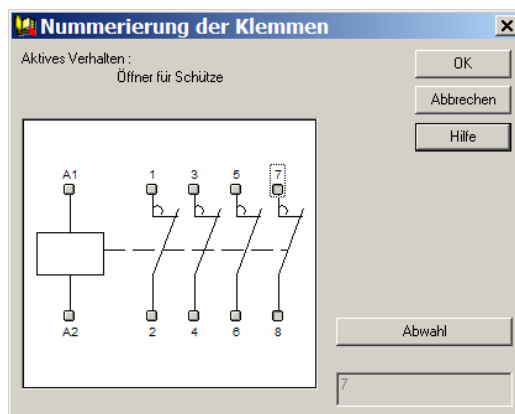 Nummerierung der Klemmen
Aktives Verhalten :
Öffner für Schütze
OK
Abbrechen
Hilfe
A1 1 3 5 7
A2 2 4 6 8
Abwahl
7